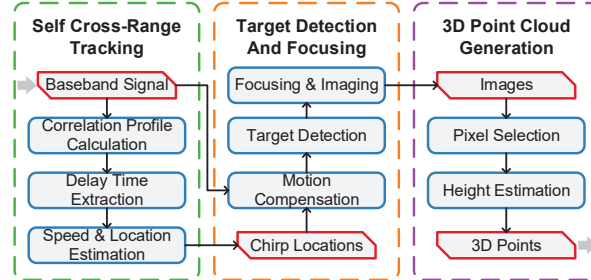 Self Cross-Range
Tracking
Baseband Signal
Correlation Profile
Calculation
Delay Time
Extraction
Speed & Location
Estimation
Target Detection
And Focusing
Focusing & Imaging
Target Detection
Motion
Compensation
Chirp Locations
3D Point Cloud
Generation
Images
Pixel Selection
Height Estimation
3D Points